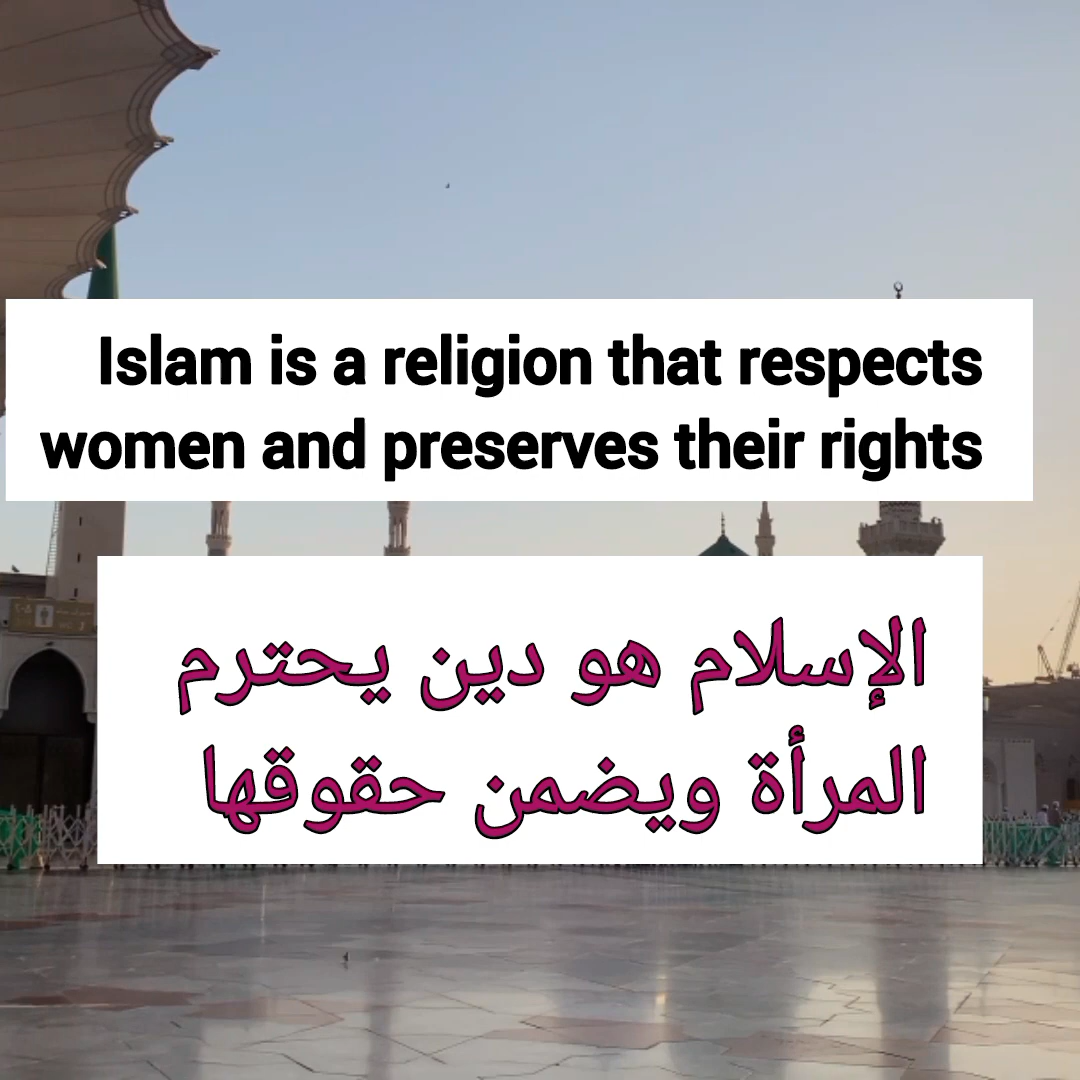 Islam is a religion that respects
women and preserves their rights
الإسلام هو دين يحترم
المرأة ويضمن حقوقها